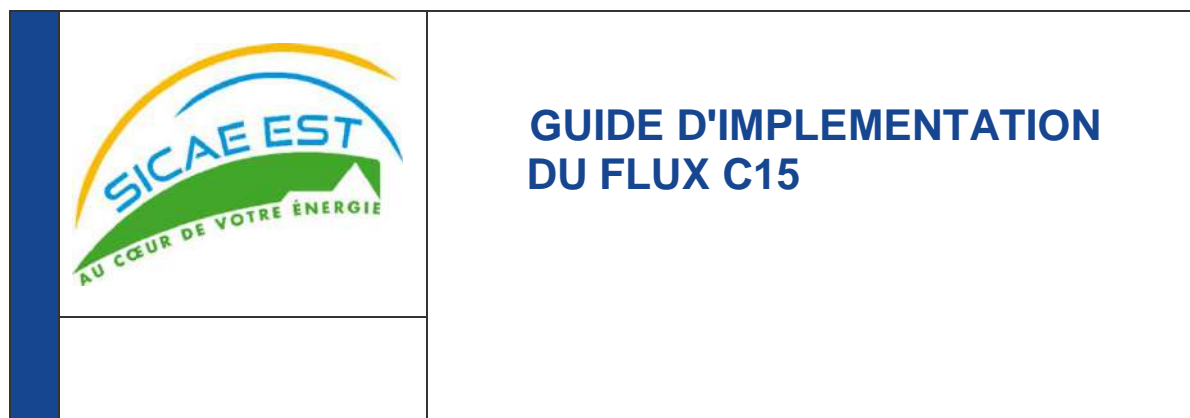 SICAE EST
AU CŒUR DE VOTRE ÉNERGIE
GUIDE D'IMPLEMENTATION
DU FLUX C15